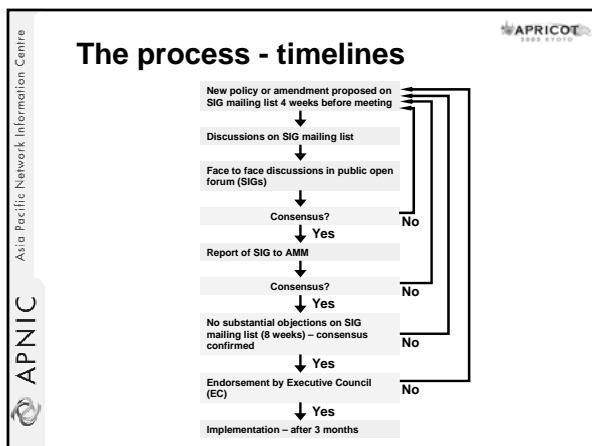 APRICOT
2005 KYOTO
The process - timelines
Asia Pacific Network Information Centre
APNIC
New policy or amendment proposed on
SIG mailing list 4 weeks before meeting
Discussions on SIG mailing list
Face to face discussions in public open
forum (SIGs)
Consensus?
No
Yes
Report of SIG to AMM
Consensus?
No
Yes
No substantial objections on SIG
mailing list (8 weeks) – consensus
confirmed
No
Yes
Endorsement by Executive Council
(EC)
No
Yes
Implementation – after 3 months